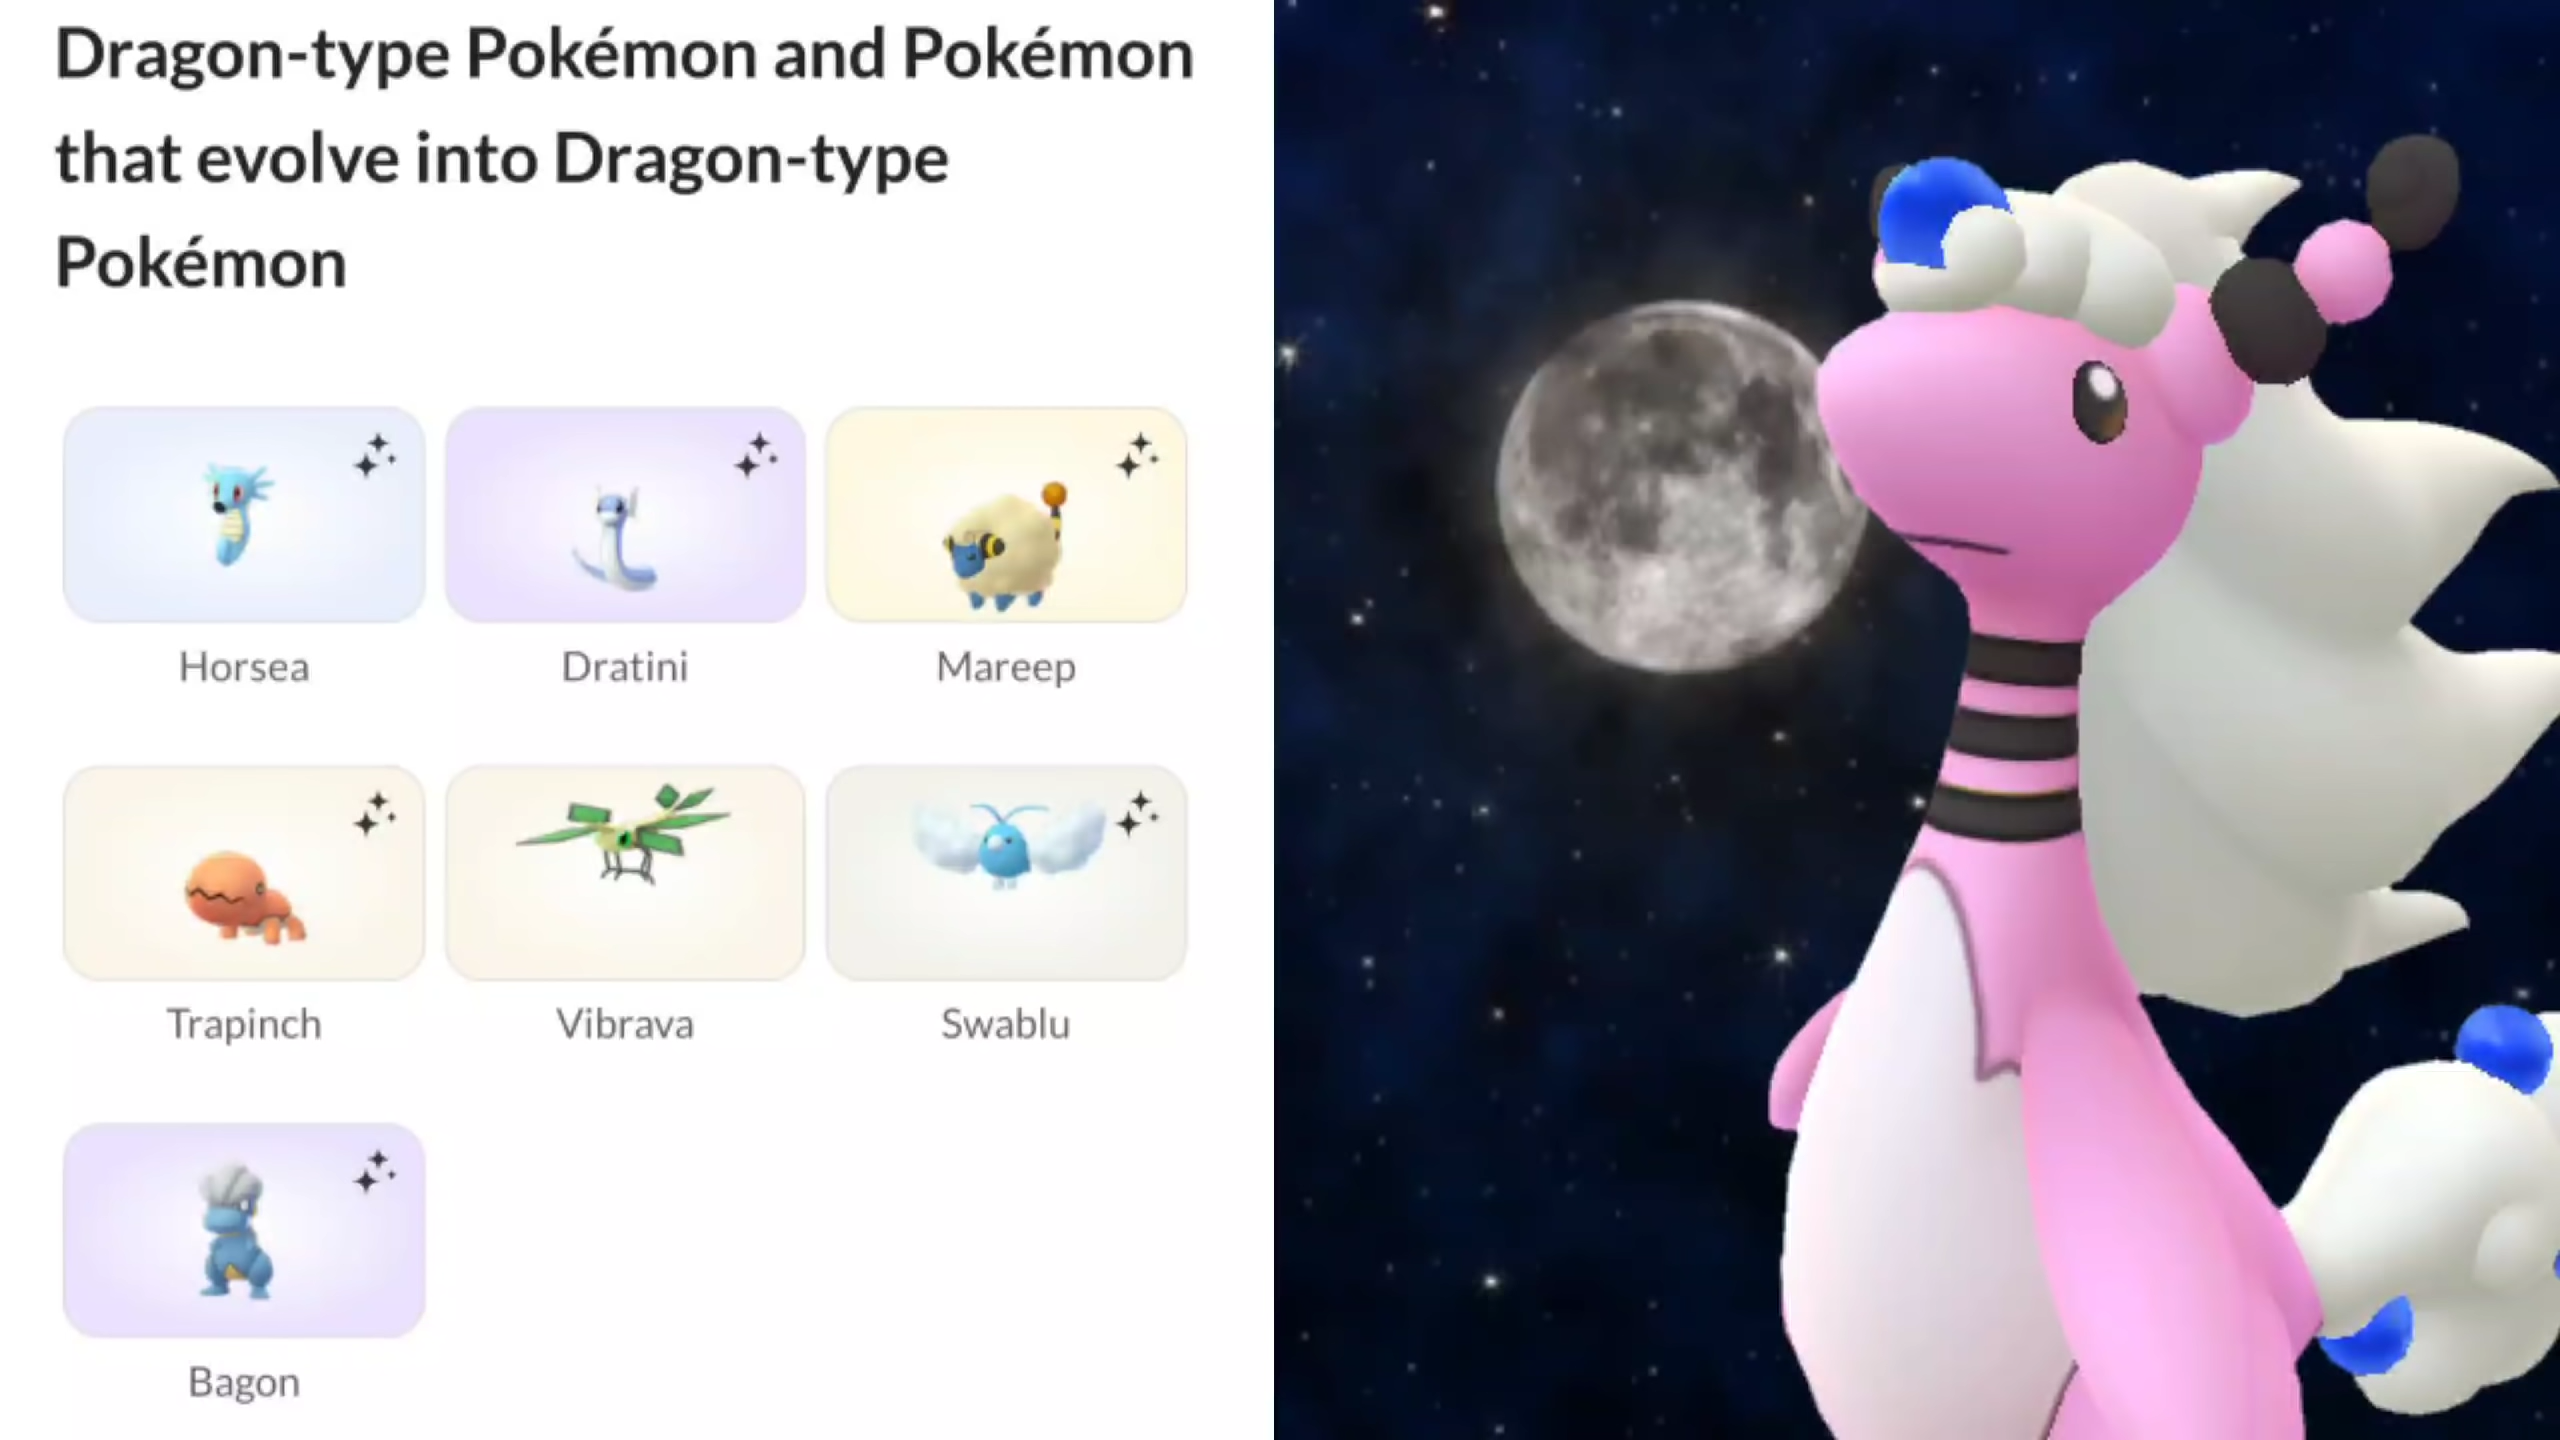 Dragon-type Pokémon and Pokémon
that evolve into Dragon-type
Pokémon
Horsea
Dratini
Mareep
Trapinch
Vibrava
Swablu
Bagon